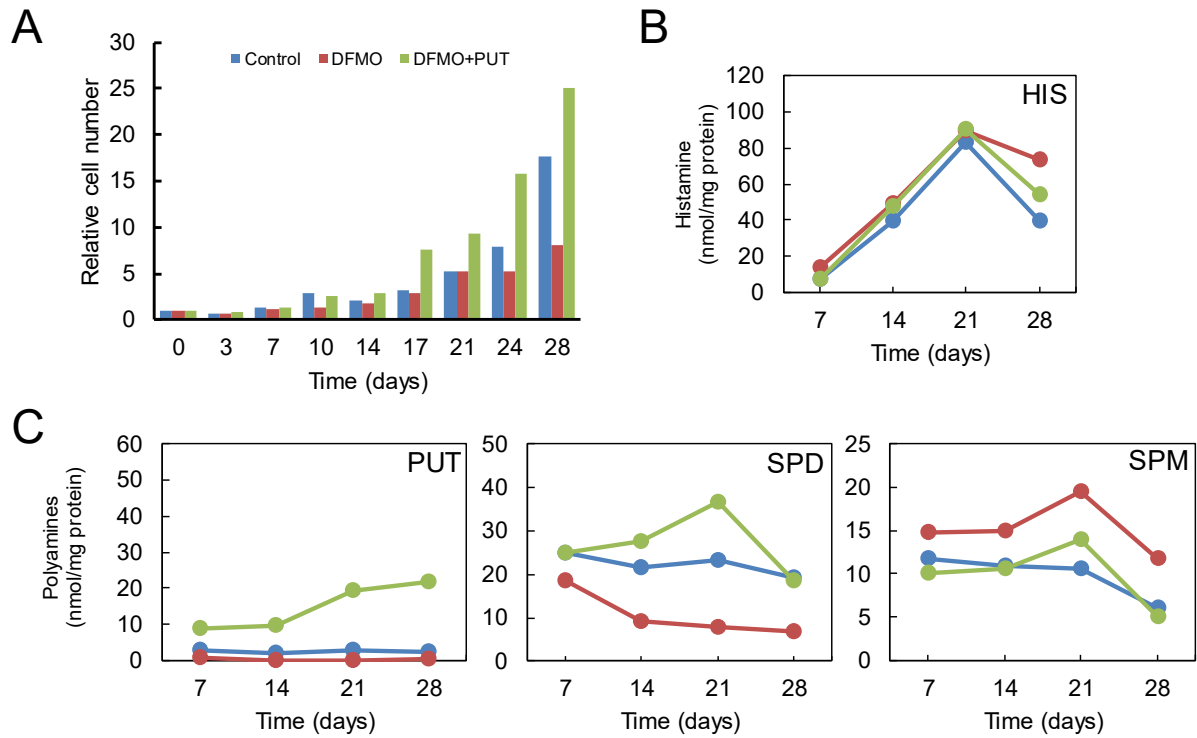 A
Relative cell number
30
25
20
15
10
5
0
Control DFMO DFMO+PUT
0 3 7 10 14 17 21 24 28
Time (days)
B
Histamine
(nmol/mg protein)
120
100
80
60
40
20
0
HIS
7 14 21 28
Time (days)
C
Polyamines
(nmol/mg protein)
60
50
40
30
20
10
0
PUT
7 14 21 28
Time (days)
50
40
30
20
10
0
SPD
7 14 21 28
Time (days)
25
20
15
10
5
0
SPM
7 14 21 28
Time (days)